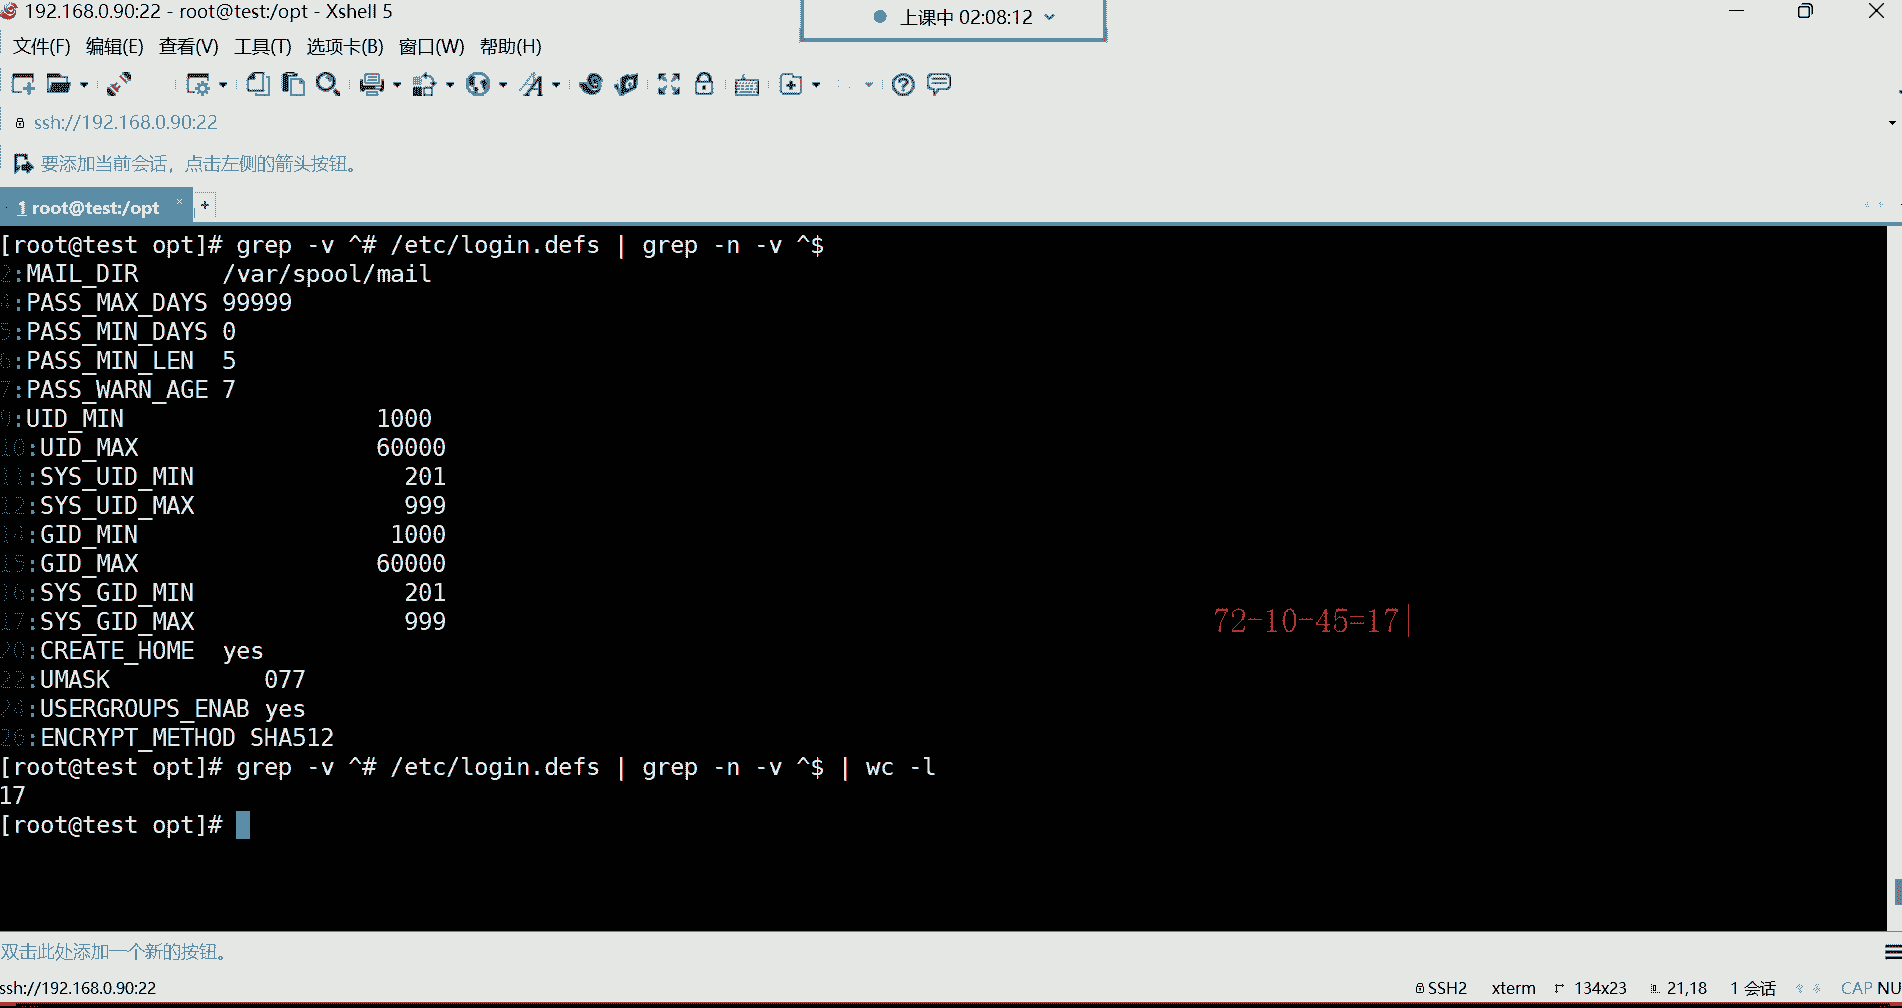 192.168.0.90:22 - root@test:/opt - Xshell 5
上课中 02:08:12
文件(F) 编辑(E) 查看(V) 工具(T) 选项卡(B) 窗口(W) 帮助(H)
ssh://192.168.0.90:22
要添加当前会话，点击左侧的箭头按钮。
1 root@test:/opt
[root@test opt]# grep -v ^# /etc/login.defs | grep -n -v ^$
2:MAIL_DIR /var/spool/mail
4:PASS_MAX_DAYS 99999
5:PASS_MIN_DAYS 0
6:PASS_MIN_LEN 5
7:PASS_WARN_AGE 7
9:UID_MIN 1000
10:UID_MAX 60000
11:SYS_UID_MIN 201
12:SYS_UID_MAX 999
14:GID_MIN 1000
15:GID_MAX 60000
16:SYS_GID_MIN 201
17:SYS_GID_MAX 999
72-10-45=17
20:CREATE_HOME yes
22:UMASK 077
24:USERGROUPS_ENAB yes
26:ENCRYPT_METHOD SHA512
[root@test opt]# grep -v ^# /etc/login.defs | grep -n -v ^$ | wc -l
17
[root@test opt]#
双击此处添加一个新的按钮。
ssh://192.168.0.90:22 SSH2 xterm 134x23 21,18 1 会话 CAP NU